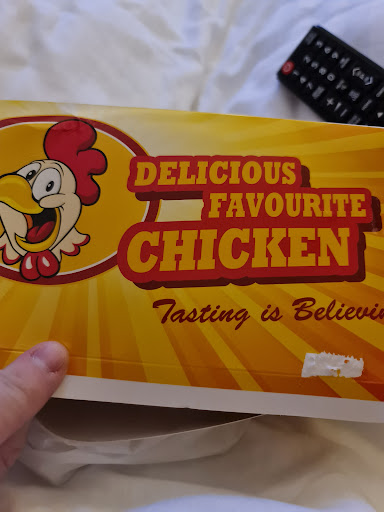 DELICIOUS
FAVOURITE
CHICKEN
Tasting is Believin